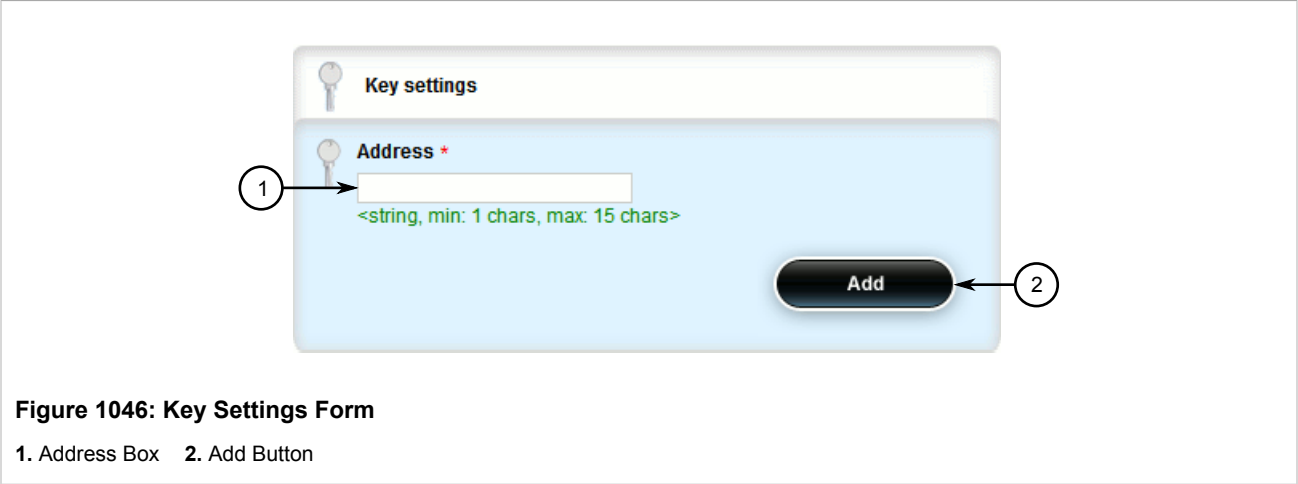 Key settings
Address *
1
<string, min: 1 chars, max: 15 chars>
Add
2
Figure 1046: Key Settings Form
1. Address Box 2. Add Button